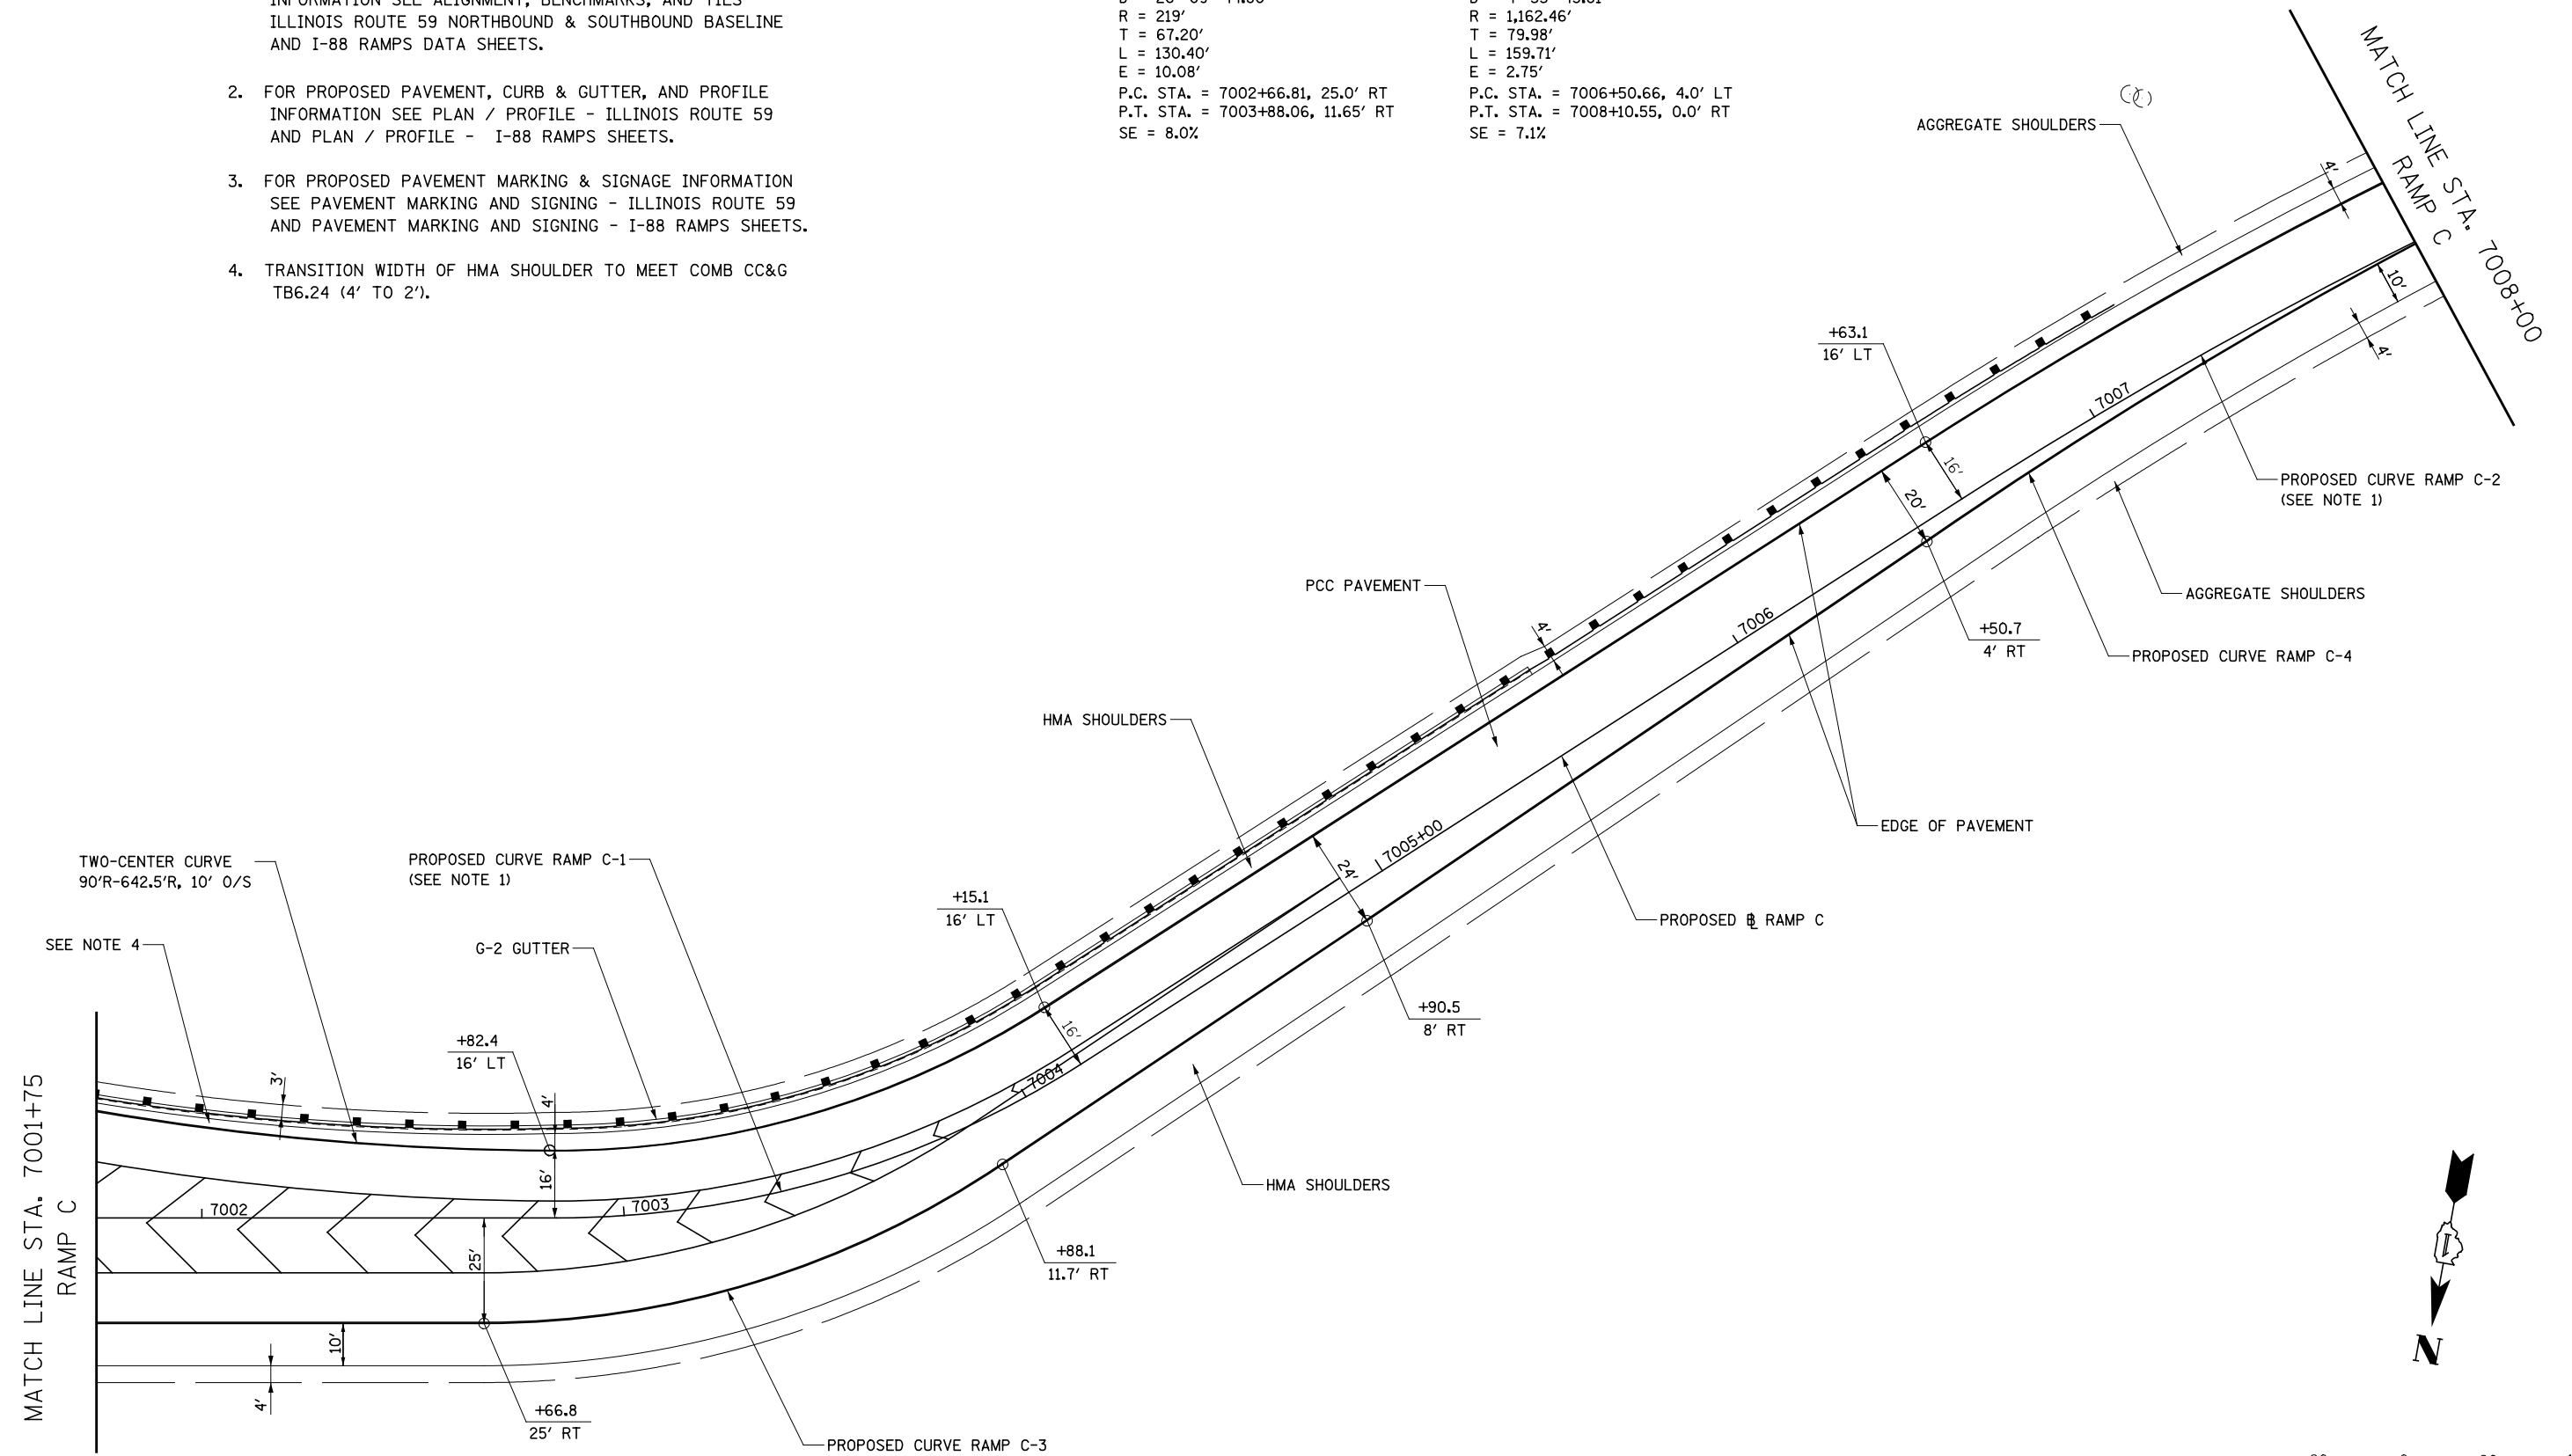 INFORMATION SEE ALIGNMENT, BENCHMARKS, AND TIES
ILLINOIS ROUTE 59 NORTHBOUND & SOUTHBOUND BASELINE
AND I-88 RAMPS DATA SHEETS.
2. FOR PROPOSED PAVEMENT, CURB & GUTTER, AND PROFILE
INFORMATION SEE PLAN / PROFILE - ILLINOIS ROUTE 59
AND PLAN / PROFILE - I-88 RAMPS SHEETS.
3. FOR PROPOSED PAVEMENT MARKING & SIGNAGE INFORMATION
SEE PAVEMENT MARKING AND SIGNING - ILLINOIS ROUTE 59
AND PAVEMENT MARKING AND SIGNING - I-88 RAMPS SHEETS.
4. TRANSITION WIDTH OF HMA SHOULDER TO MEET COMB CC&G
TB6.24 (4' TO 2').
R = 219'
T = 67.20'
L = 130.40'
E = 10.08'
P.C. STA. = 7002+66.81, 25.0' RT
P.T. STA. = 7003+88.06, 11.65' RT
SE = 8.0%
R = 1,162.46'
T = 79.98'
L = 159.71'
E = 2.75'
P.C. STA. = 7006+50.66, 4.0' LT
P.T. STA. = 7008+10.55, 0.0' RT
SE = 7.1%
AGGREGATE SHOULDERS
MATCH LINE STA. 7008+00
RAMP C
4'
10'
4'
+63.1
16' LT
16'
20'
7007
PROPOSED CURVE RAMP C-2
(SEE NOTE 1)
AGGREGATE SHOULDERS
+50.7
4' RT
PROPOSED CURVE RAMP C-4
PCC PAVEMENT
4'
7006
HMA SHOULDERS
EDGE OF PAVEMENT
7005+00
24'
PROPOSED BL RAMP C
TWO-CENTER CURVE
90'R-642.5'R, 10' O/S
PROPOSED CURVE RAMP C-1
(SEE NOTE 1)
+15.1
16' LT
SEE NOTE 4
G-2 GUTTER
+90.5
8' RT
16'
+82.4
16' LT
7004
3'
4'
16'
HMA SHOULDERS
7002
7003
25'
+88.1
11.7' RT
10'
4'
+66.8
25' RT
PROPOSED CURVE RAMP C-3
MATCH LINE STA. 7001+75
RAMP C
N